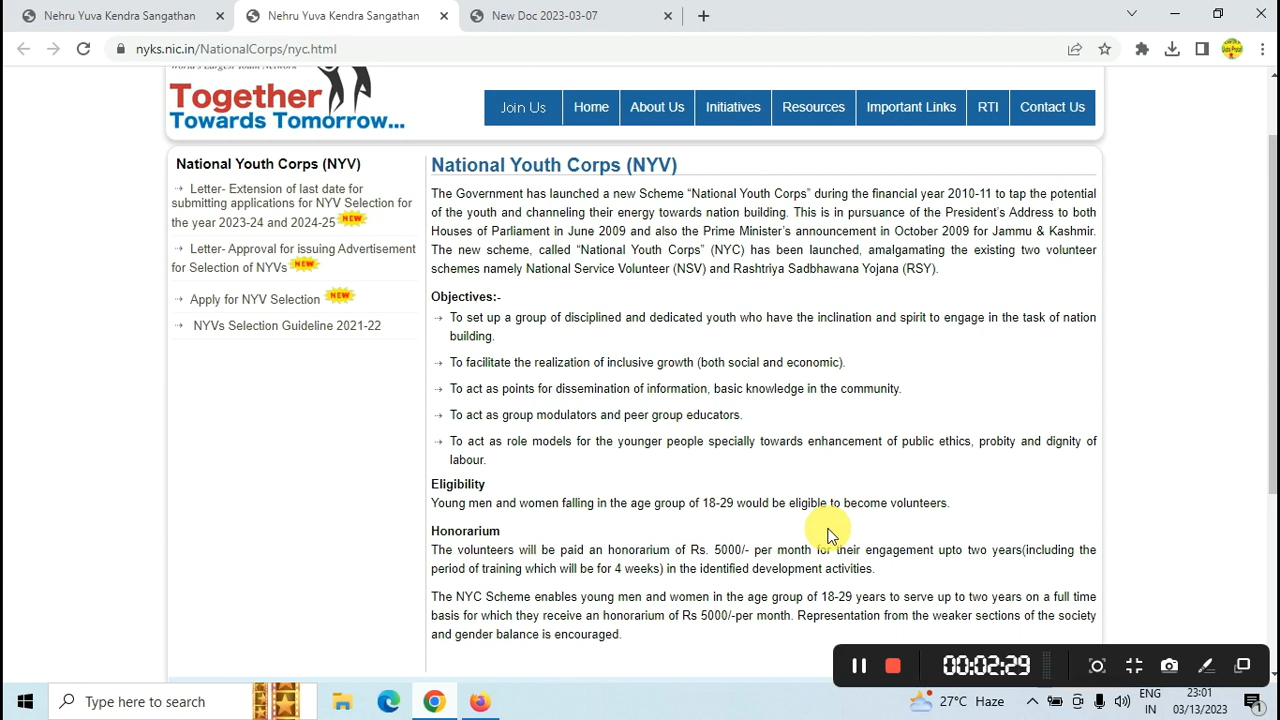 Nehru Yuva Kendra Sangathan
Nehru Yuva Kendra Sangathan
New Doc 2023-03-07
nyks.nic.in/NationalCorps/nyc.html
Together
Towards Tomorrow...
Join Us
Home
About Us
Initiatives
Resources
Important Links
RTI
Contact Us
National Youth Corps (NYV)
Letter- Extension of last date for
submitting applications for NYV Selection for
the year 2023-24 and 2024-25 NEW
Letter- Approval for issuing Advertisement
for Selection of NYVs NEW
Apply for NYV Selection NEW
NYVs Selection Guideline 2021-22
National Youth Corps (NYV)
The Government has launched a new Scheme “National Youth Corps” during the financial year 2010-11 to tap the potential
of the youth and channeling their energy towards nation building. This is in pursuance of the President's Address to both
Houses of Parliament in June 2009 and also the Prime Minister's announcement in October 2009 for Jammu & Kashmir.
The new scheme, called “National Youth Corps” (NYC) has been launched, amalgamating the existing two volunteer
schemes namely National Service Volunteer (NSV) and Rashtriya Sadbhawana Yojana (RSY).
Objectives:-
To set up a group of disciplined and dedicated youth who have the inclination and spirit to engage in the task of nation
building.
To facilitate the realization of inclusive growth (both social and economic).
To act as points for dissemination of information, basic knowledge in the community.
To act as group modulators and peer group educators.
To act as role models for the younger people specially towards enhancement of public ethics, probity and dignity of
labour.
Eligibility
Young men and women falling in the age group of 18-29 would be eligible to become volunteers.
Honorarium
The volunteers will be paid an honorarium of Rs. 5000/- per month for their engagement upto two years(including the
period of training which will be for 4 weeks) in the identified development activities.
The NYC Scheme enables young men and women in the age group of 18-29 years to serve up to two years on a full time
basis for which they receive an honorarium of Rs 5000/-per month. Representation from the weaker sections of the society
and gender balance is encouraged.
00:02:29
Type here to search
27°C Haze
ENG
IN
23:01
03/13/2023
1